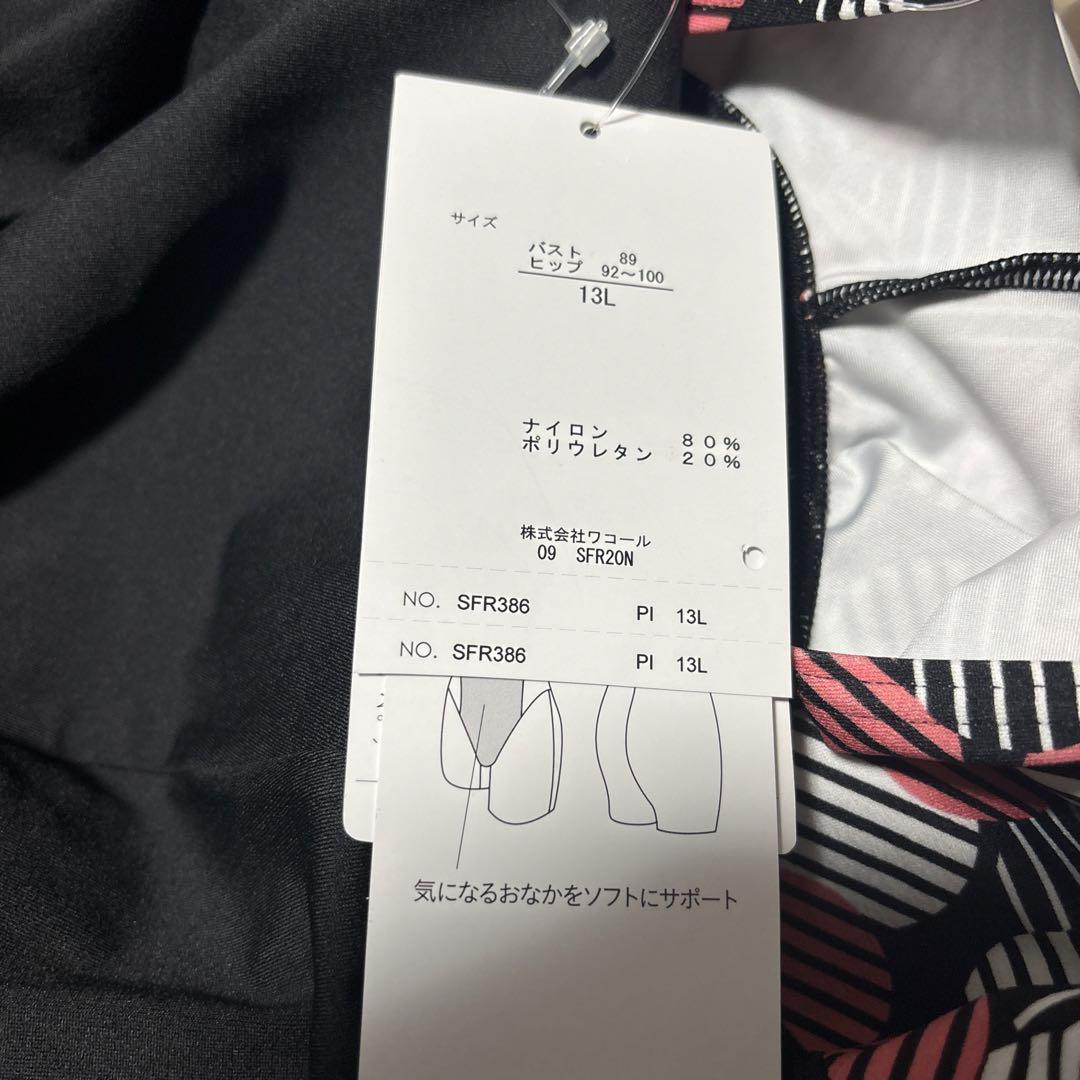 サイズ
バスト 89
ヒップ 92～100
13L
ナイロン 80%
ポリウレタン 20%
株式会社ワコール
09 SFR20N
NO. SFR386 PI 13L
NO. SFR386 PI 13L
気になるおなかをソフトにサポート